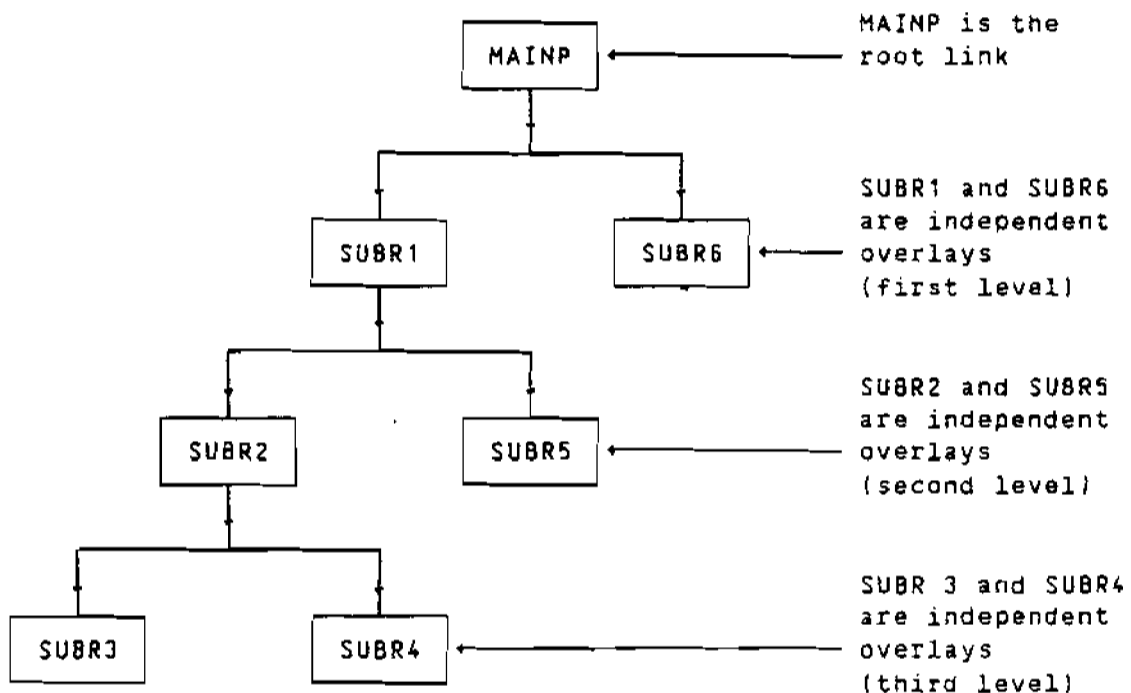 MAINP
MAINP is the
root link
SUBR1
SUBR6
SUBR1 and SUBR6
are independent
overlays
(first level)
SUBR2
SUBR5
SUBR2 and SUBR5
are independent
overlays
(second level)
SUBR3
SUBR4
SUBR 3 and SUBR4
are independent
overlays
(third level)